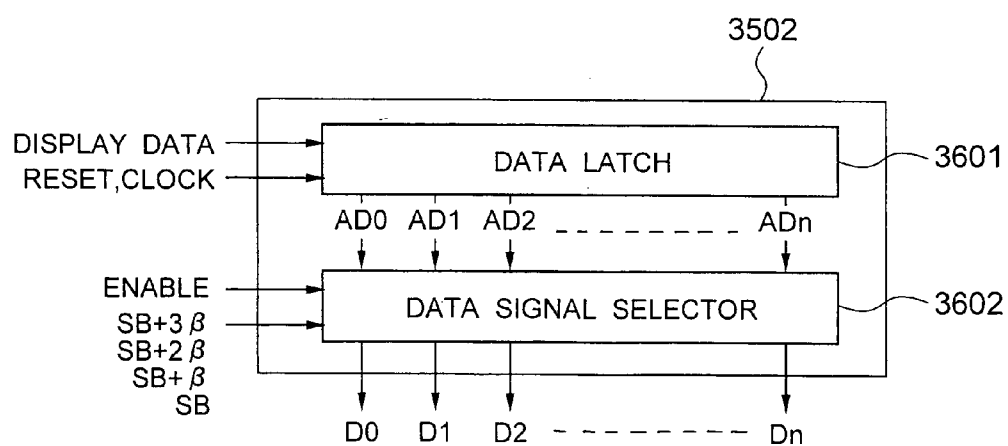 3502
DISPLAY DATA
RESET,CLOCK
DATA LATCH
3601
AD0 AD1 AD2 ADn
ENABLE
SB+3β
SB+2β
SB+β
SB
DATA SIGNAL SELECTOR
3602
D0 D1 D2 Dn